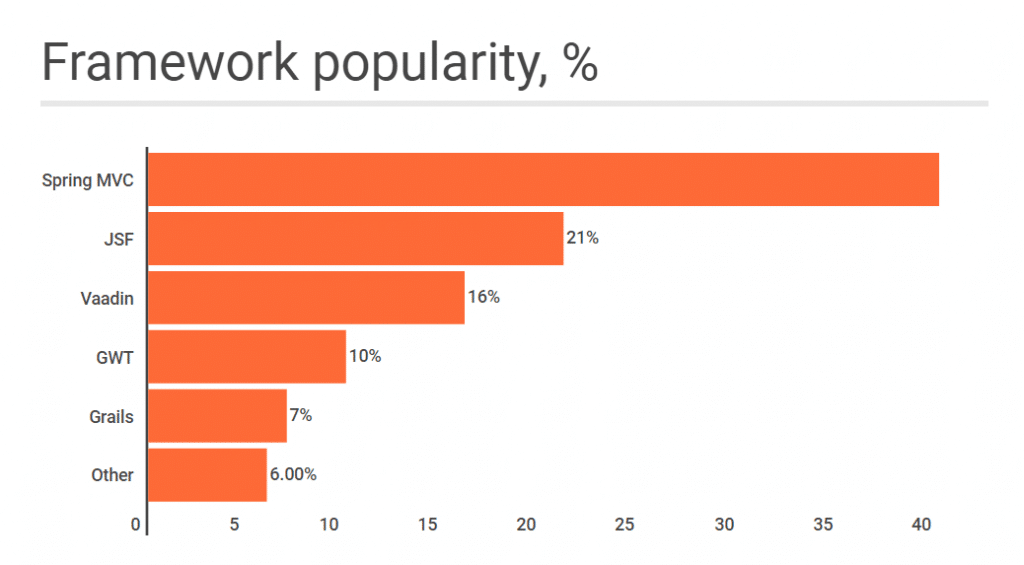 Framework popularity, %
Spring MVC
JSF
21%
Vaadin
16%
GWT
10%
Grails
7%
Other
6.00%
0 5 10 15 20 25 30 35 40